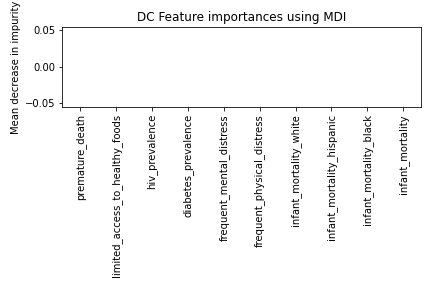 DC Feature importances using MDI
Mean decrease in impurity
0.05
0.00
−0.05
premature_death
limited_access_to_healthy_foods
hiv_prevalence
diabetes_prevalence
frequent_mental_distress
frequent_physical_distress
infant_mortality_white
infant_mortality_hispanic
infant_mortality_black
infant_mortality